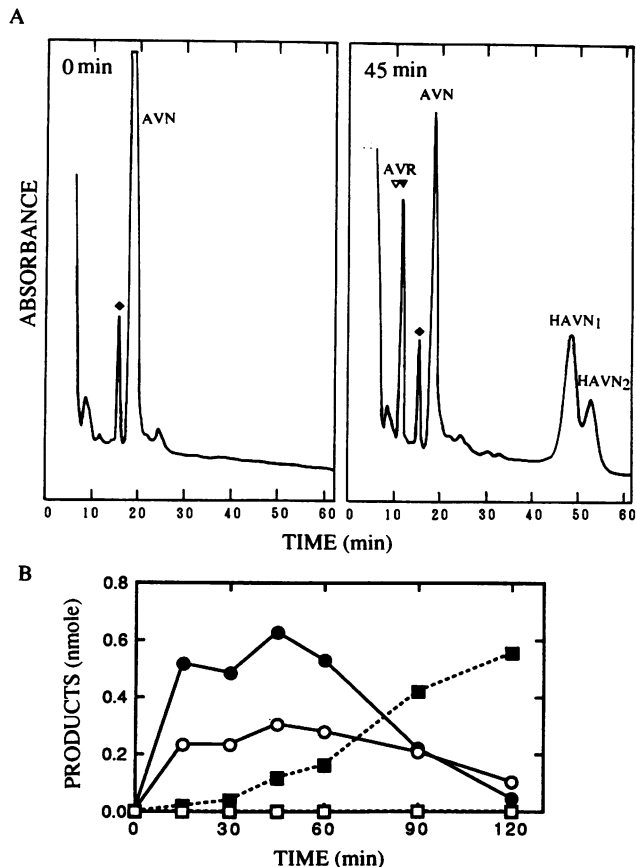 A
0 min
AVN
45 min
AVN
AVR
HAVN1
HAVN2
ABSORBANCE
0 10 20 30 40 50 60
0 10 20 30 40 50 60
TIME (min)
B
PRODUCTS (nmole)
0.8
0.6
0.4
0.2
0.0
0 30 60 90 120
TIME (min)